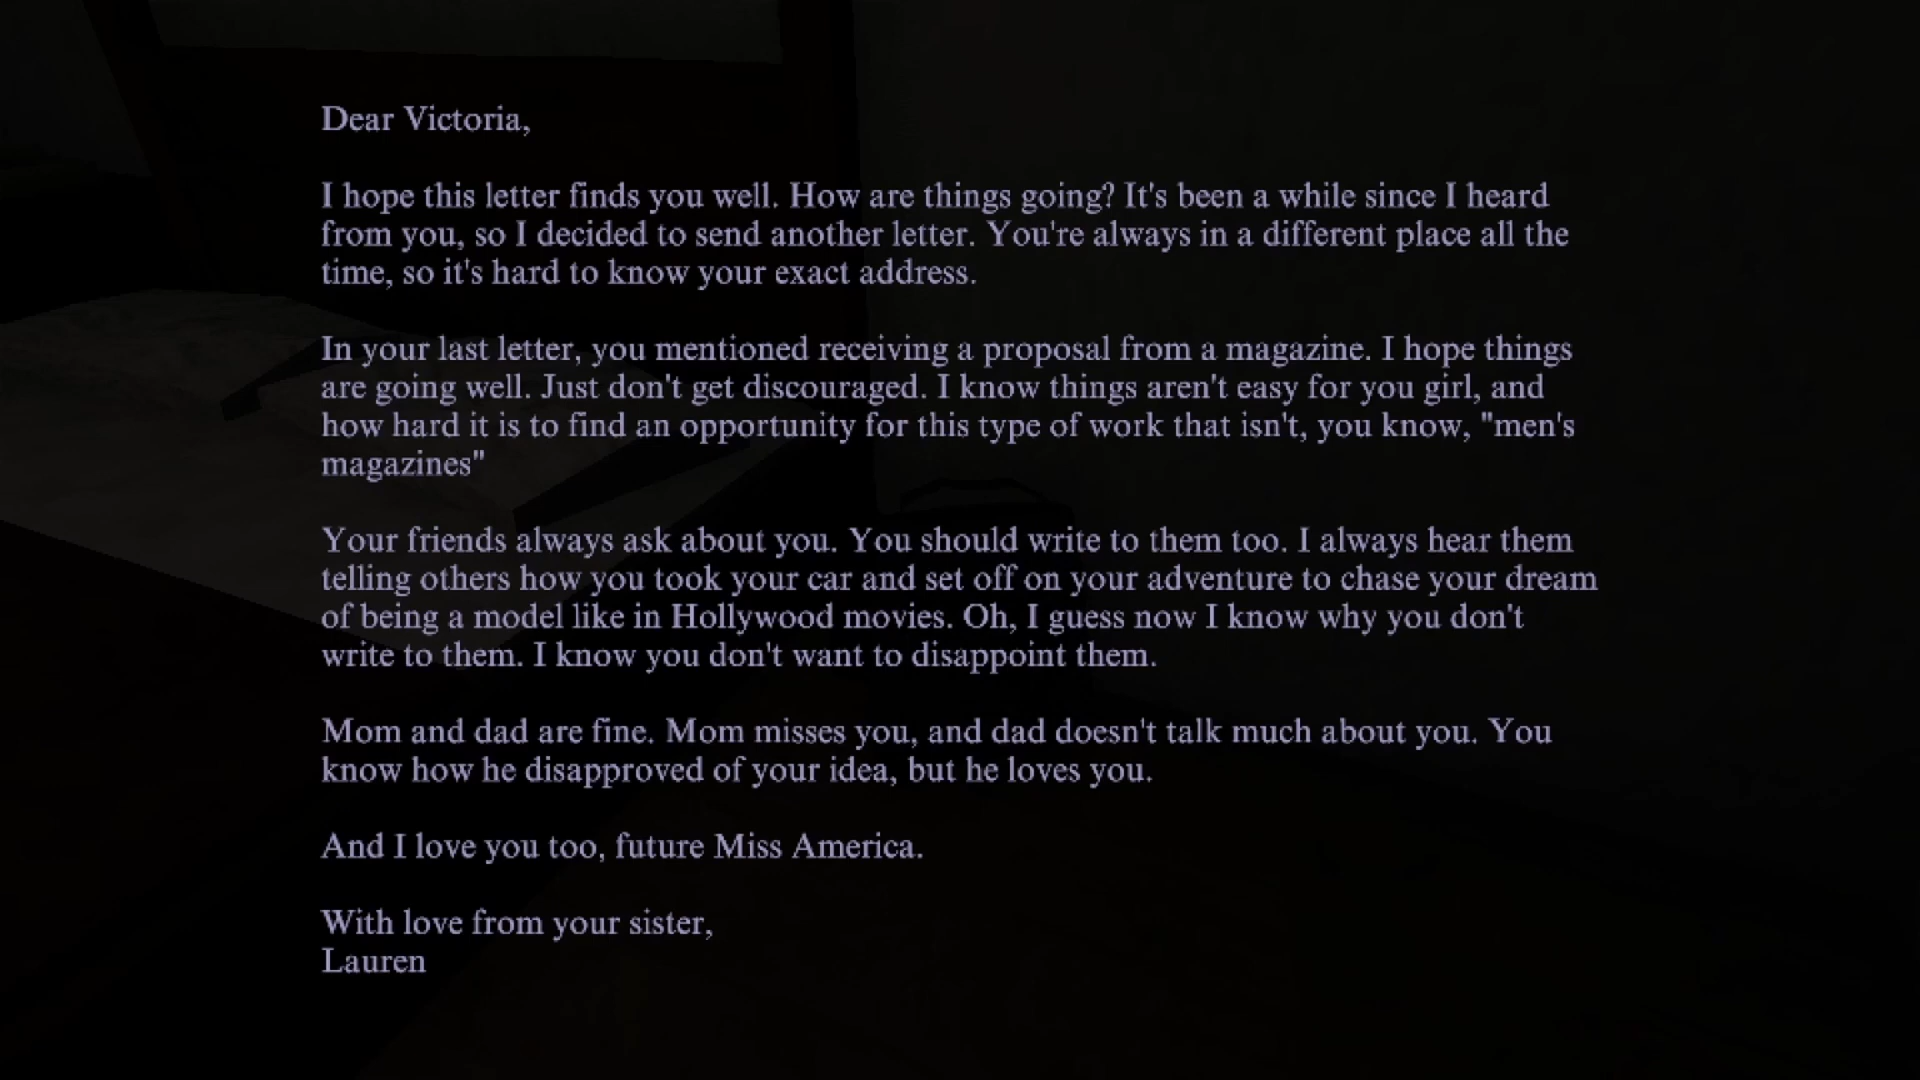 Dear Victoria,
I hope this letter finds you well. How are things going? It's been a while since I heard
from you, so I decided to send another letter. You're always in a different place all the
time, so it's hard to know your exact address.
In your last letter, you mentioned receiving a proposal from a magazine. I hope things
are going well. Just don't get discouraged. I know things aren't easy for you girl, and
how hard it is to find an opportunity for this type of work that isn't, you know, "men's
magazines"
Your friends always ask about you. You should write to them too. I always hear them
telling others how you took your car and set off on your adventure to chase your dream
of being a model like in Hollywood movies. Oh, I guess now I know why you don't
write to them. I know you don't want to disappoint them.
Mom and dad are fine. Mom misses you, and dad doesn't talk much about you. You
know how he disapproved of your idea, but he loves you.
And I love you too, future Miss America.
With love from your sister,
Lauren